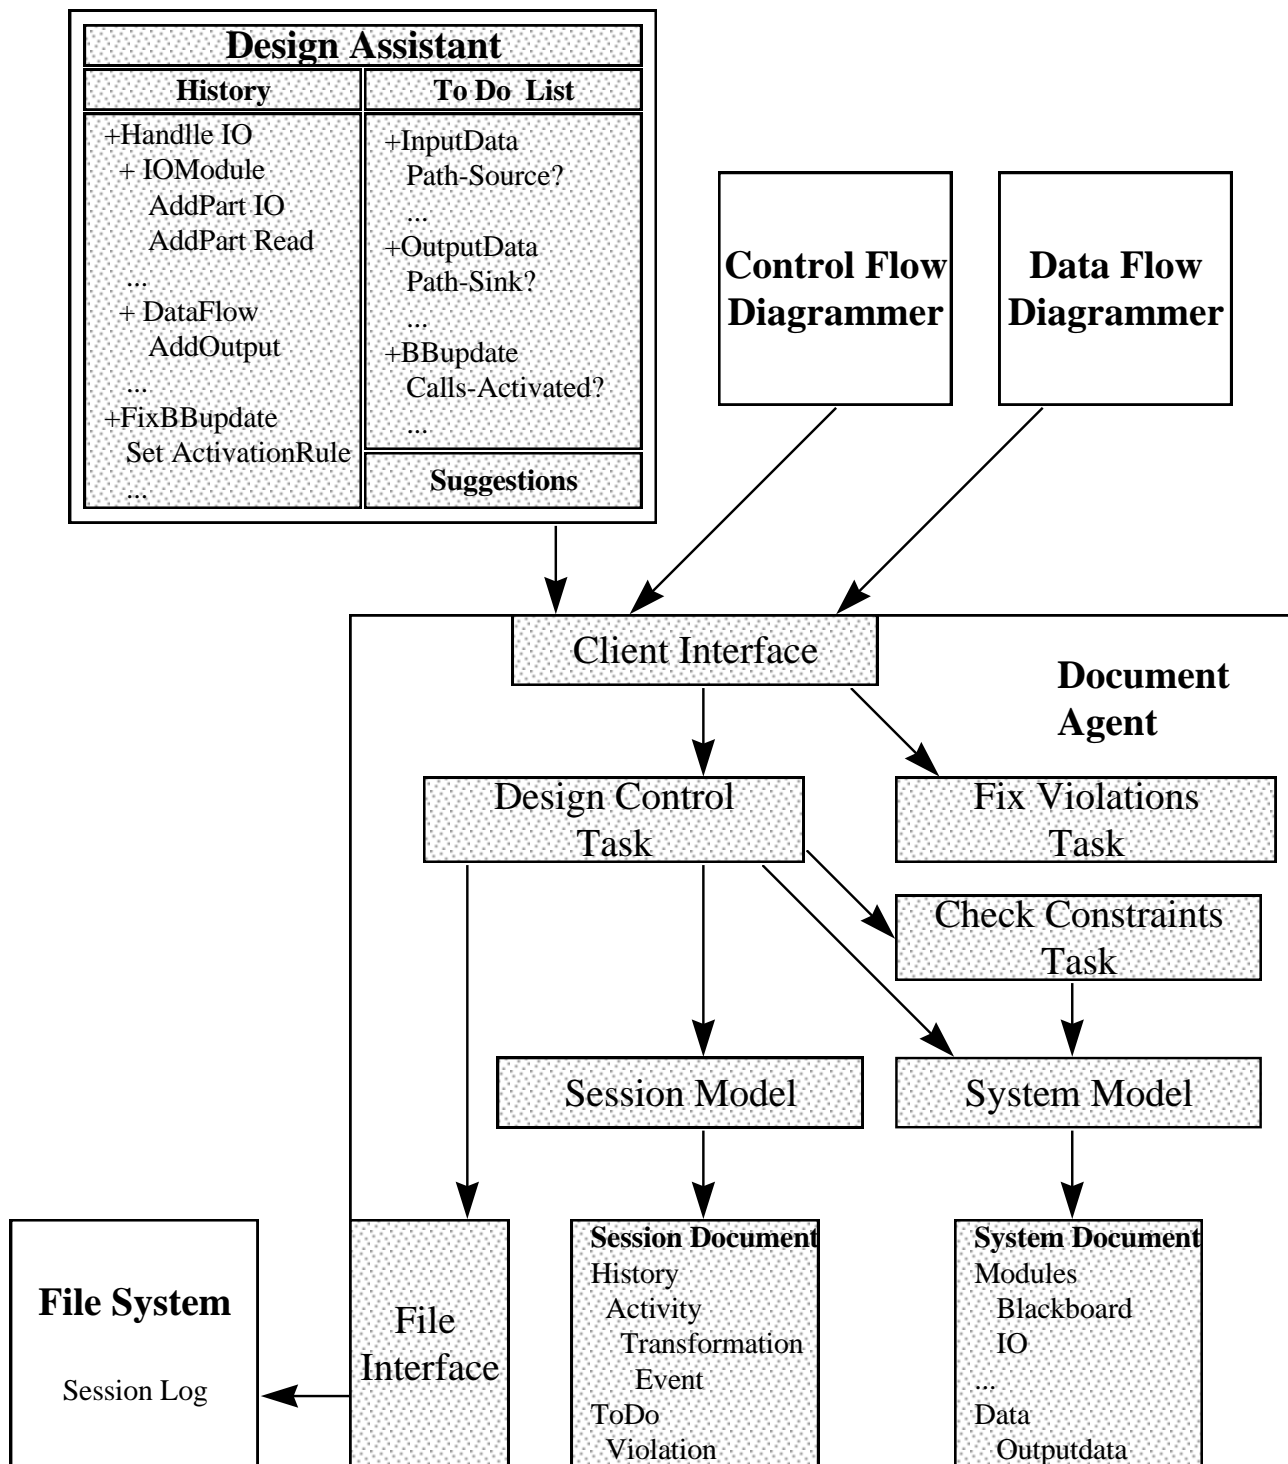 Design Assistant
History
To Do List
+Handlle IO
+ IOModule
AddPart IO
AddPart Read
...
+ DataFlow
AddOutput
...
+FixBBupdate
Set ActivationRule
...
+InputData
Path-Source?
...
+OutputData
Path-Sink?
...
+BBupdate
Calls-Activated?
...
Suggestions
Control Flow
Diagrammer
Data Flow
Diagrammer
Client Interface
Document
Agent
Design Control
Task
Fix Violations
Task
Check Constraints
Task
Session Model
System Model
File System
Session Log
File
Interface
Session Document
History
Activity
Transformation
Event
ToDo
Violation
System Document
Modules
Blackboard
IO
...
Data
Outputdata